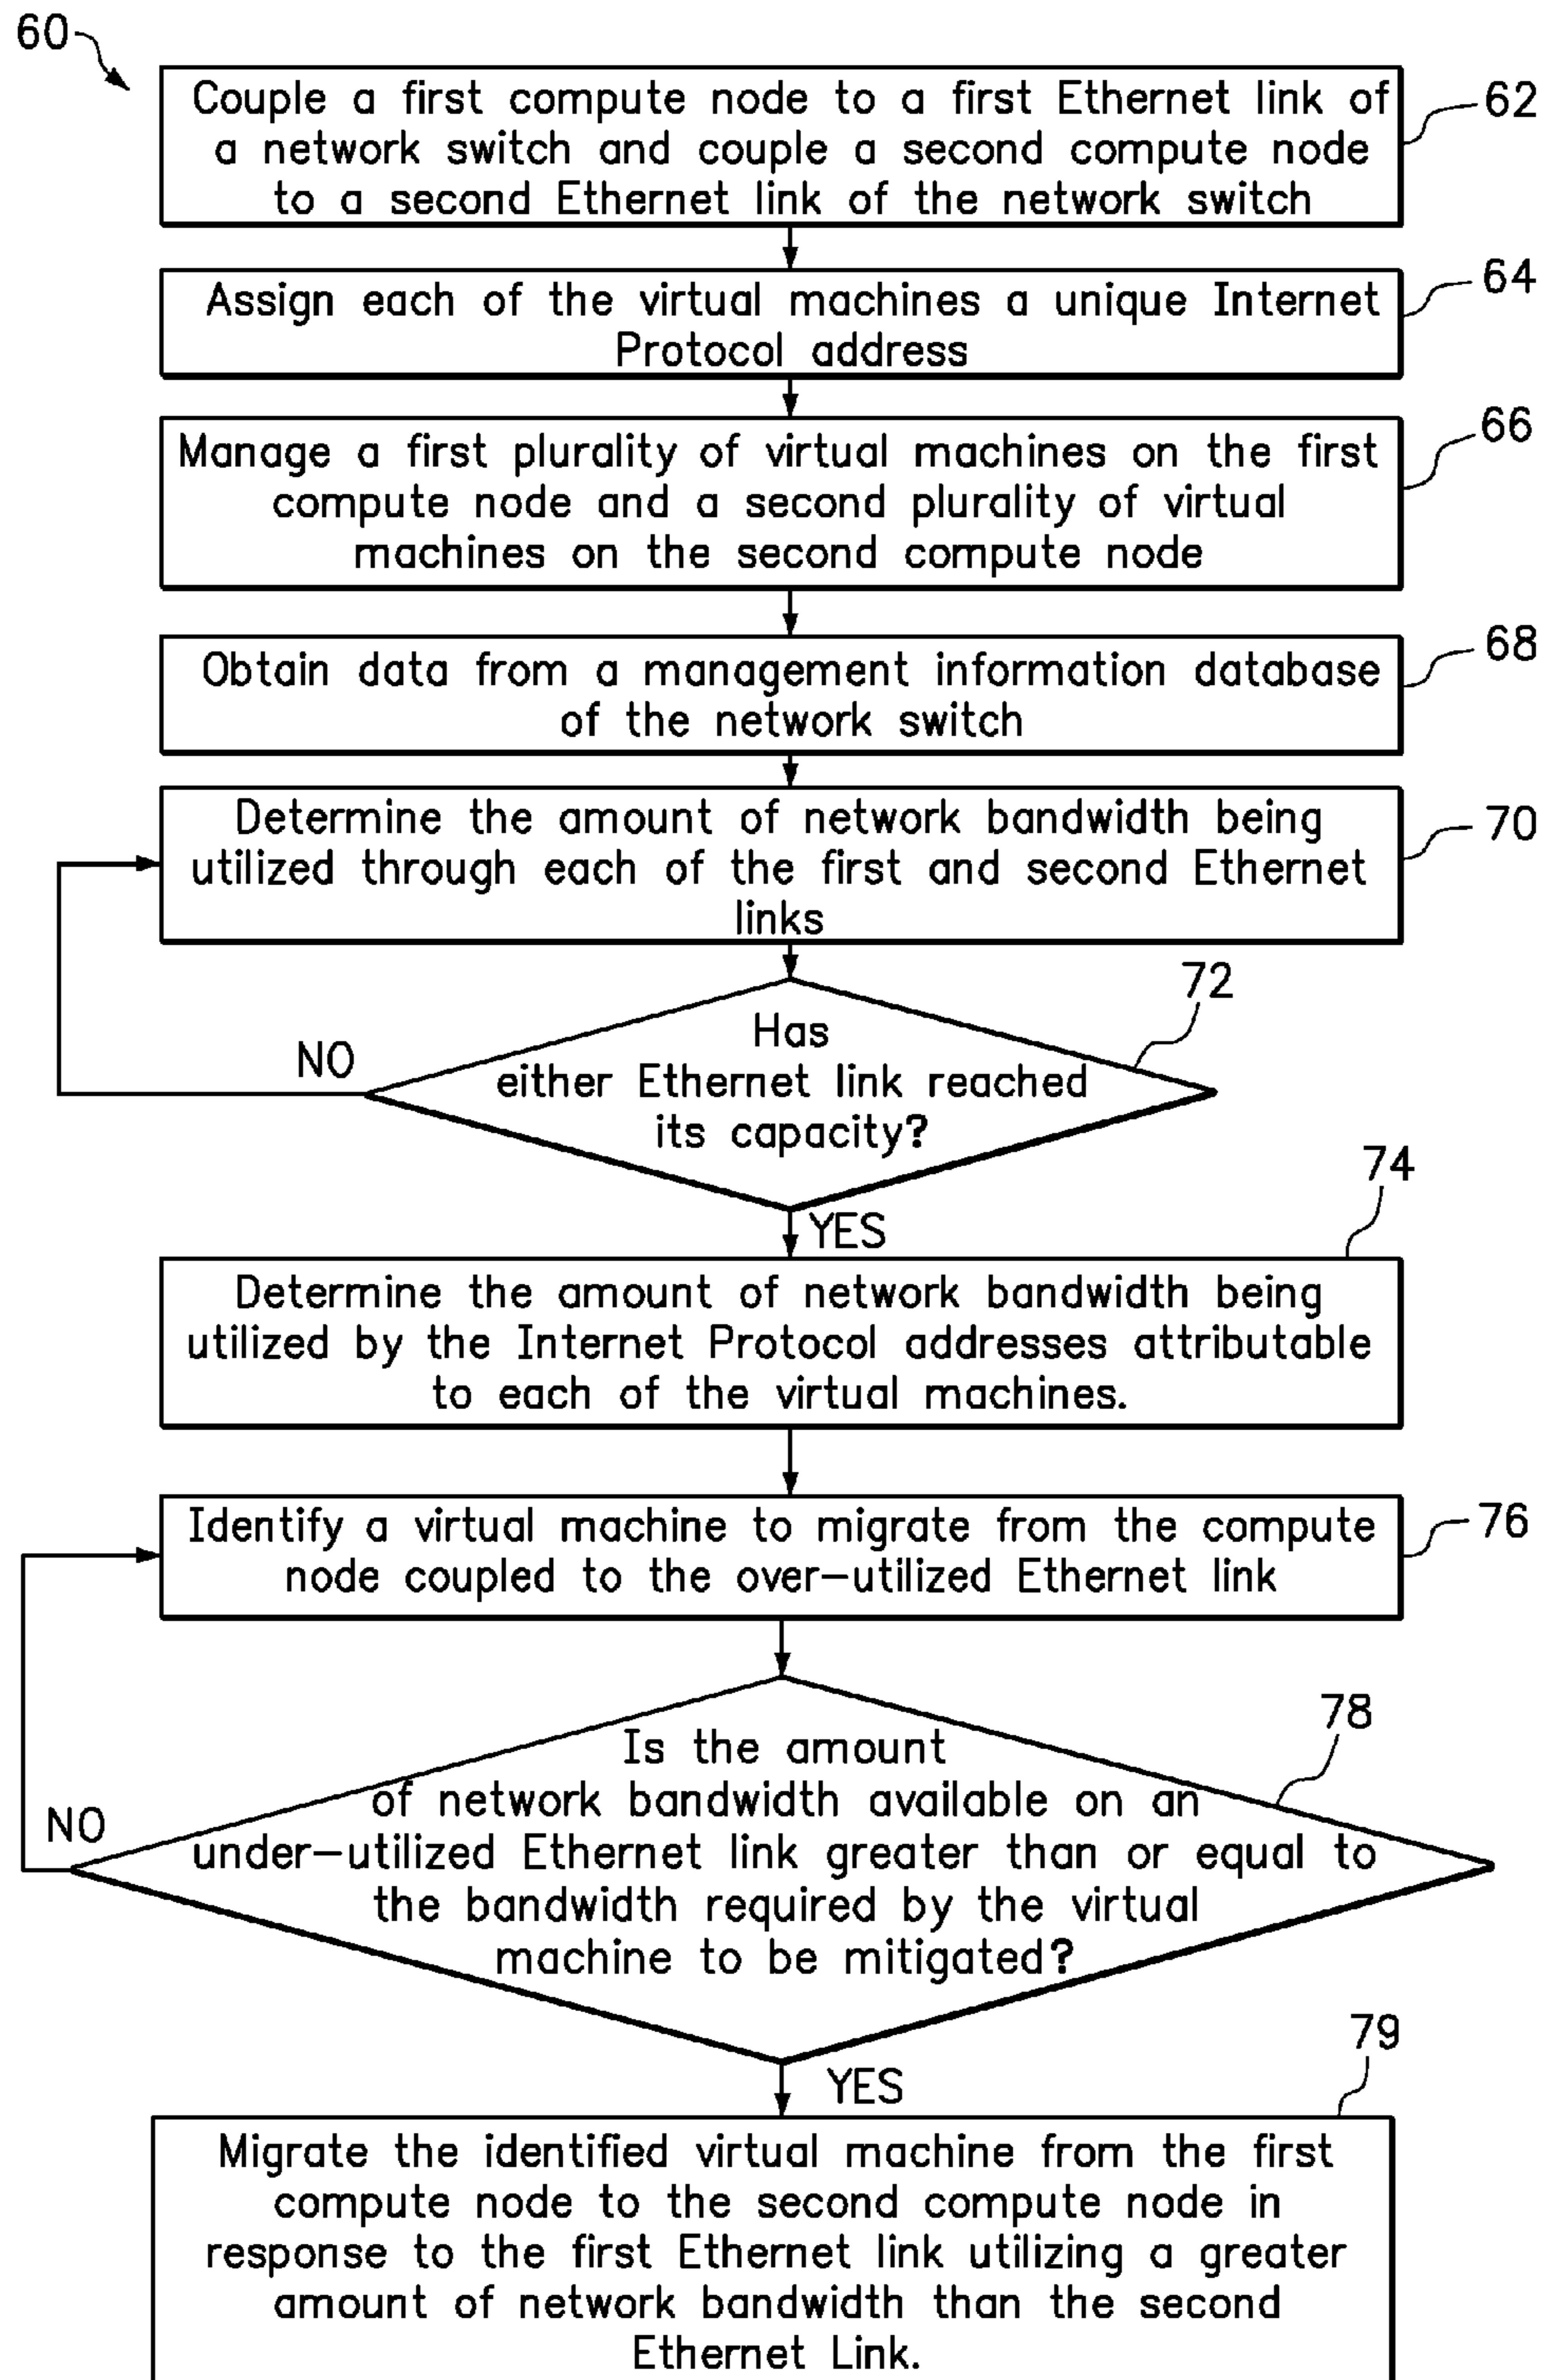 60
Couple a first compute node to a first Ethernet link of
a network switch and couple a second compute node
to a second Ethernet link of the network switch
62
Assign each of the virtual machines a unique Internet
Protocol address
64
Manage a first plurality of virtual machines on the first
compute node and a second plurality of virtual
machines on the second compute node
66
Obtain data from a management information database
of the network switch
68
Determine the amount of network bandwidth being
utilized through each of the first and second Ethernet
links
70
72
Has
either Ethernet link reached
its capacity?
NO
YES
74
Determine the amount of network bandwidth being
utilized by the Internet Protocol addresses attributable
to each of the virtual machines.
Identify a virtual machine to migrate from the compute
node coupled to the over-utilized Ethernet link
76
78
Is the amount
of network bandwidth available on an
under-utilized Ethernet link greater than or equal to
the bandwidth required by the virtual
machine to be mitigated?
NO
YES
79
Migrate the identified virtual machine from the first
compute node to the second compute node in
response to the first Ethernet link utilizing a greater
amount of network bandwidth than the second
Ethernet Link.